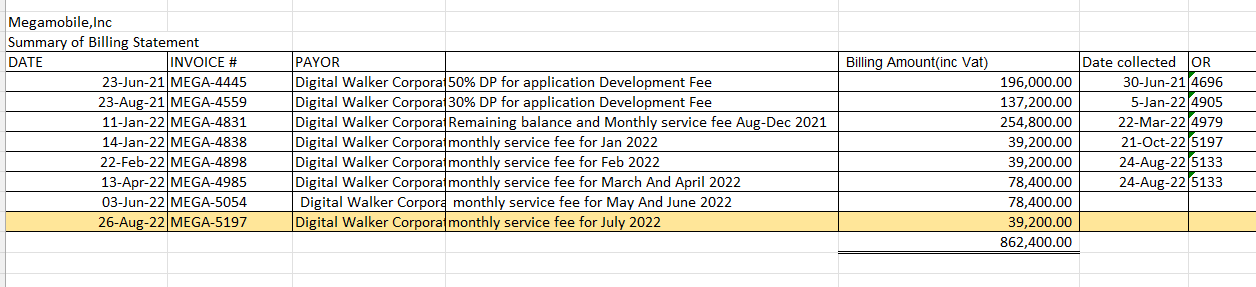 Megamobile,Inc
Summary of Billing Statement
DATE INVOICE # PAYOR Billing Amount(inc Vat) Date collected OR
23-Jun-21 MEGA-4445 Digital Walker Corporat 50% DP for application Development Fee 196,000.00 30-Jun-21 4696
23-Aug-21 MEGA-4559 Digital Walker Corporat 30% DP for application Development Fee 137,200.00 5-Jan-22 4905
11-Jan-22 MEGA-4831 Digital Walker Corporat Remaining balance and Monthly service fee Aug-Dec 2021 254,800.00 22-Mar-22 4979
14-Jan-22 MEGA-4838 Digital Walker Corporat monthly service fee for Jan 2022 39,200.00 21-Oct-22 5197
22-Feb-22 MEGA-4898 Digital Walker Corporat monthly service fee for Feb 2022 39,200.00 24-Aug-22 5133
13-Apr-22 MEGA-4985 Digital Walker Corporat monthly service fee for March And April 2022 78,400.00 24-Aug-22 5133
03-Jun-22 MEGA-5054 Digital Walker Corpora monthly service fee for May And June 2022 78,400.00
26-Aug-22 MEGA-5197 Digital Walker Corporat monthly service fee for July 2022 39,200.00
862,400.00